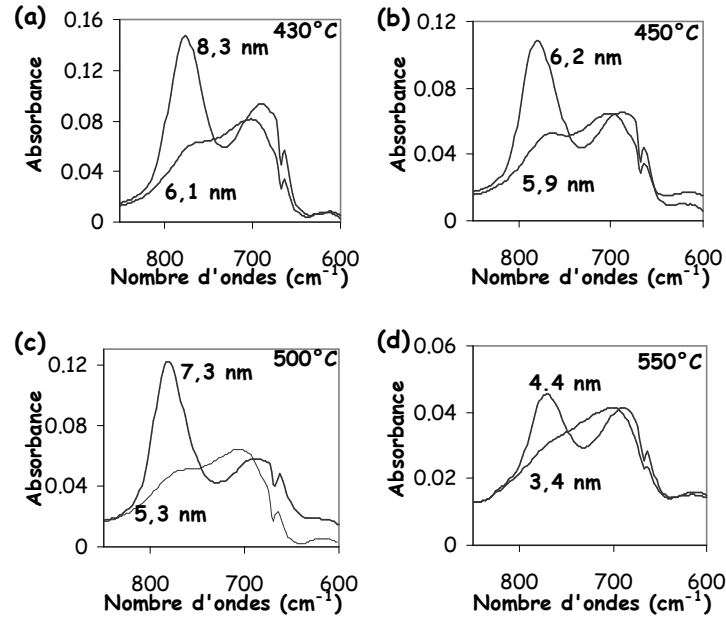 (a)
430°C
Absorbance
0.16
0.12
0.08
0.04
0
8,3 nm
6,1 nm
800 700 600
Nombre d'ondes (cm-1)
(b)
450°C
Absorbance
0.12
0.08
0.04
0
6,2 nm
5,9 nm
800 700 600
Nombre d'ondes (cm-1)
(c)
500°C
Absorbance
0.12
0.08
0.04
0
7,3 nm
5,3 nm
800 700 600
Nombre d'ondes (cm-1)
(d)
550°C
Absorbance
0.06
0.04
0.02
0
4.4 nm
3,4 nm
800 700 600
Nombre d'ondes (cm-1)